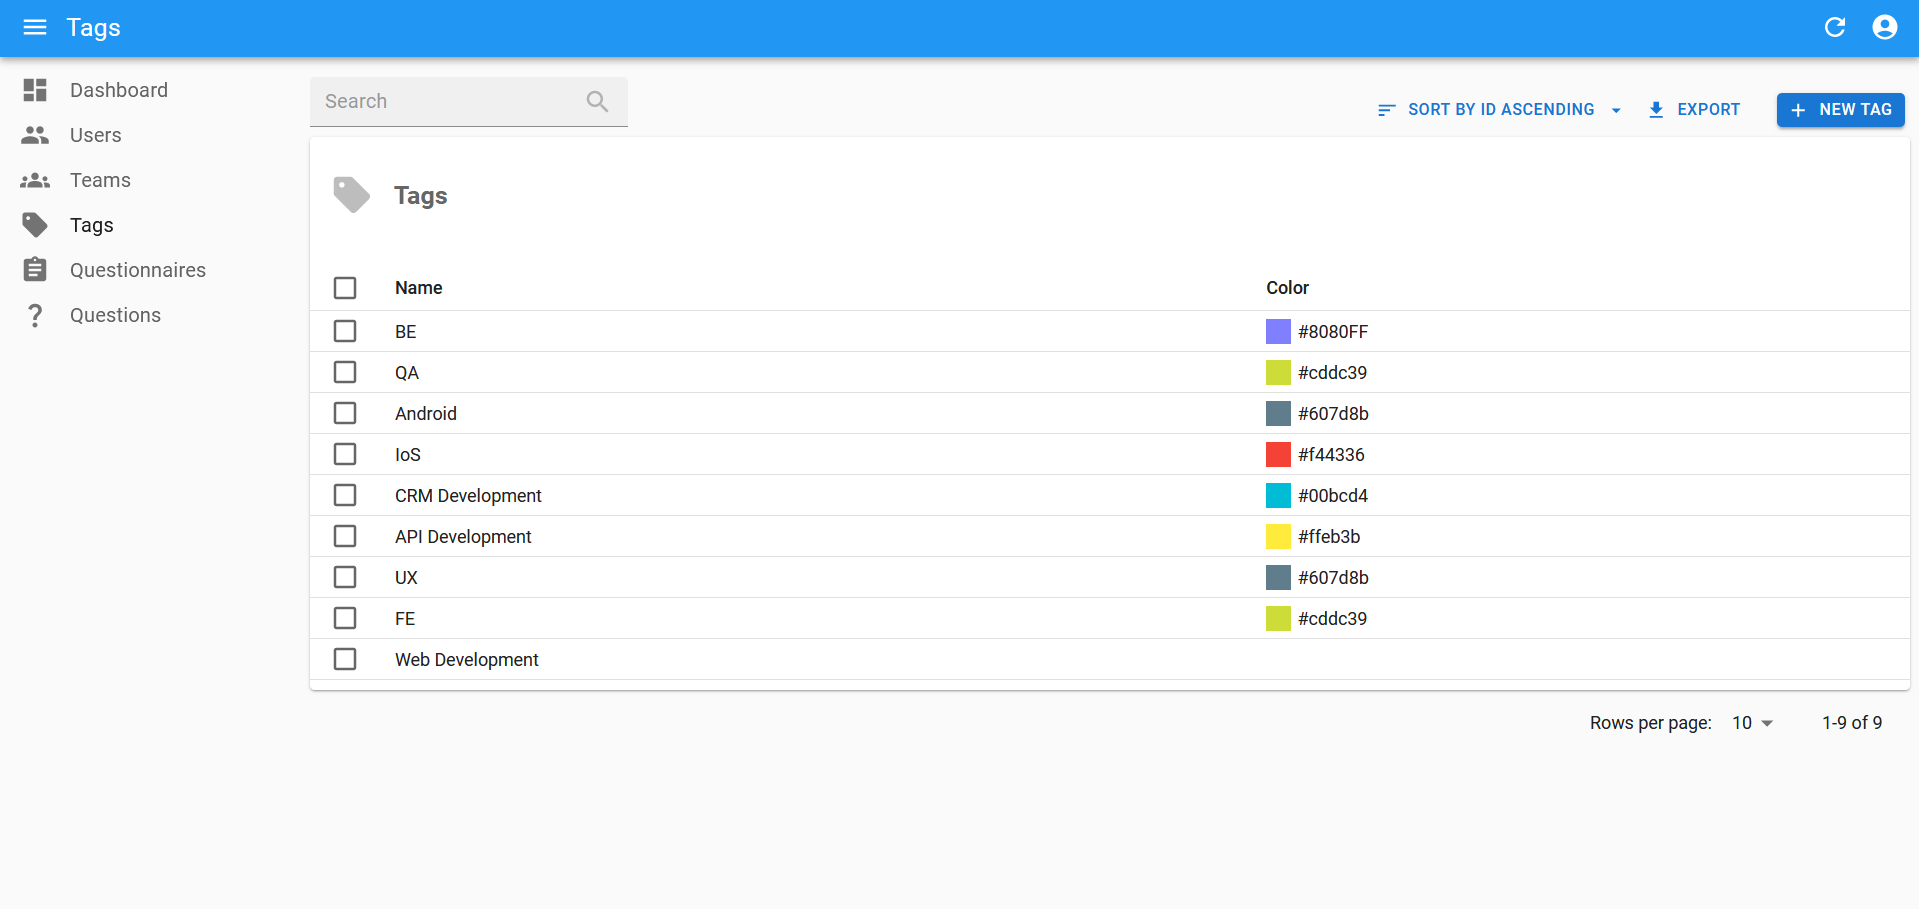 Tags
Dashboard
Users
Teams
Tags
Questionnaires
Questions
Search
SORT BY ID ASCENDING
EXPORT
NEW TAG
Tags
Name Color
BE #8080FF
QA #cddc39
Android #607d8b
IoS #f44336
CRM Development #00bcd4
API Development #ffeb3b
UX #607d8b
FE #cddc39
Web Development
Rows per page: 10 1-9 of 9